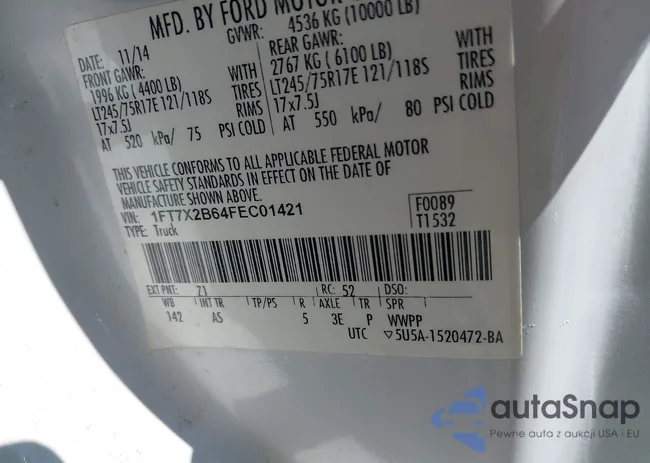 MFD. BY FORD MOTOR
GVWR: 4536 KG (10000 LB)
DATE: 11/14
FRONT GAWR: REAR GAWR:
1996 KG ( 4400 LB) WITH 2767 KG ( 6100 LB) WITH
LT245/75R17E 121/118S TIRES LT245/75R17E 121/118S TIRES
17x7.5J RIMS 17x7.5J RIMS
AT 520 kPa/ 75 PSI COLD AT 550 kPa/ 80 PSI COLD
THIS VEHICLE CONFORMS TO ALL APPLICABLE FEDERAL MOTOR
VEHICLE SAFETY STANDARDS IN EFFECT ON THE DATE OF
MANUFACTURE SHOWN ABOVE.
VIN: 1FT7X2B64FEC01421 F0089
TYPE: Truck T1532
EXT PNT: Z1 RC: 52 DSO:
WB INT TR TP/PS R AXLE TR SPR
142 AS 5 3E P WWPP
UTC ▽5U5A-1520472-BA
autaSnap
Pewne auta z aukcji USA i EU